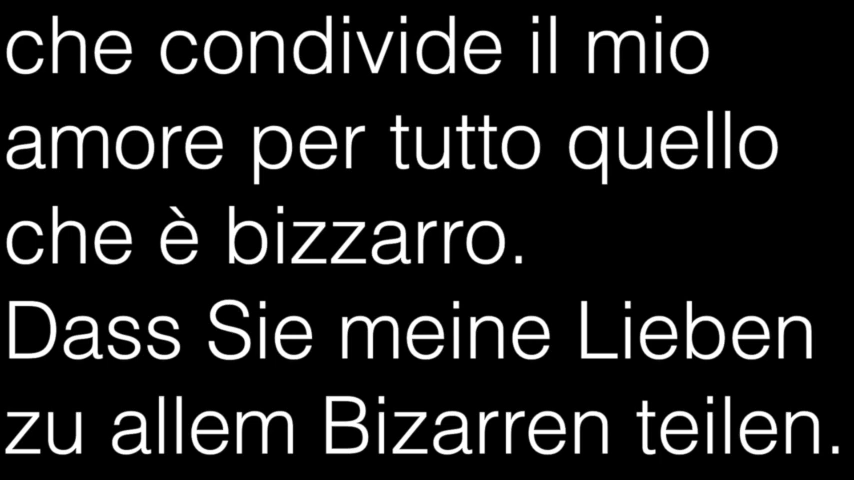 che condivide il mio
amore per tutto quello
che è bizzarro.
Dass Sie meine Lieben
zu allem Bizarren teilen.